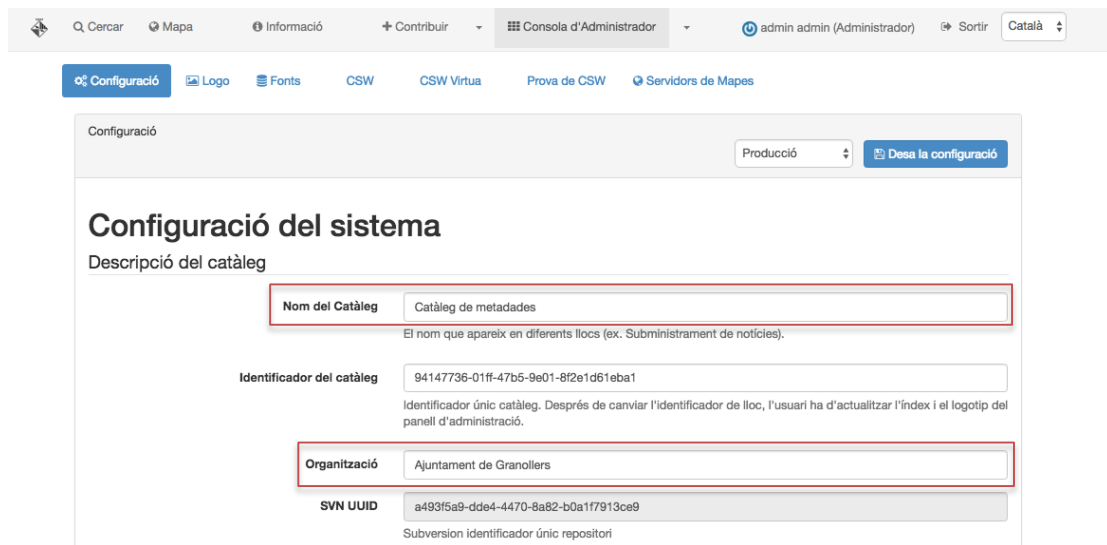 Cercar Mapa Informació Contribuir Consola d'Administrador admin admin (Administrador) Sortir Català
Configuració Logo Fonts CSW CSW Virtua Prova de CSW Servidors de Mapes
Configuració
Producció Desa la configuració
Configuració del sistema
Descripció del catàleg
Nom del Catàleg Catàleg de metadades
El nom que apareix en diferents llocs (ex. Subministrament de notícies).
Identificador del catàleg 94147736-01ff-47b5-9e01-8f2e1d61eba1
Identificador únic catàleg. Després de canviar l'identificador de lloc, l'usuari ha d'actualitzar l'índex i el logotip del
panell d'administració.
Organització Ajuntament de Granollers
SVN UUID a493f5a9-dde4-4470-8a82-b0a1f7913ce9
Subversion identificador únic repositori